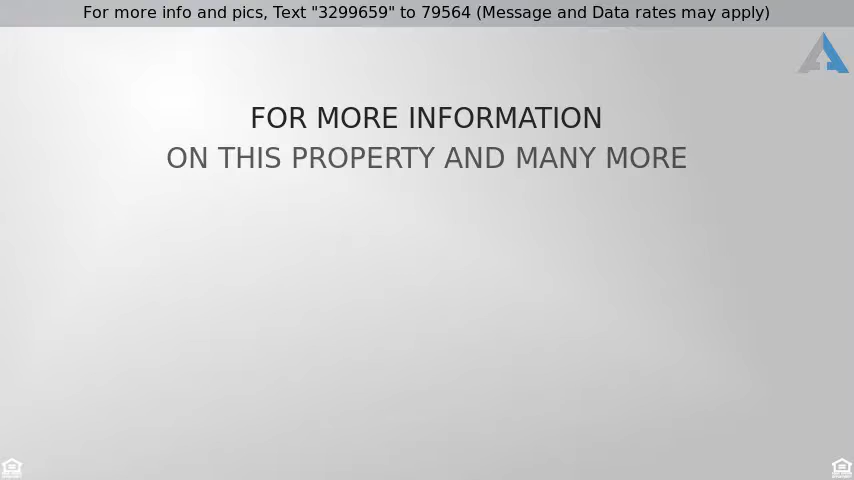 For more info and pics, Text "3299659" to 79564 (Message and Data rates may apply)
FOR MORE INFORMATION
ON THIS PROPERTY AND MANY MORE